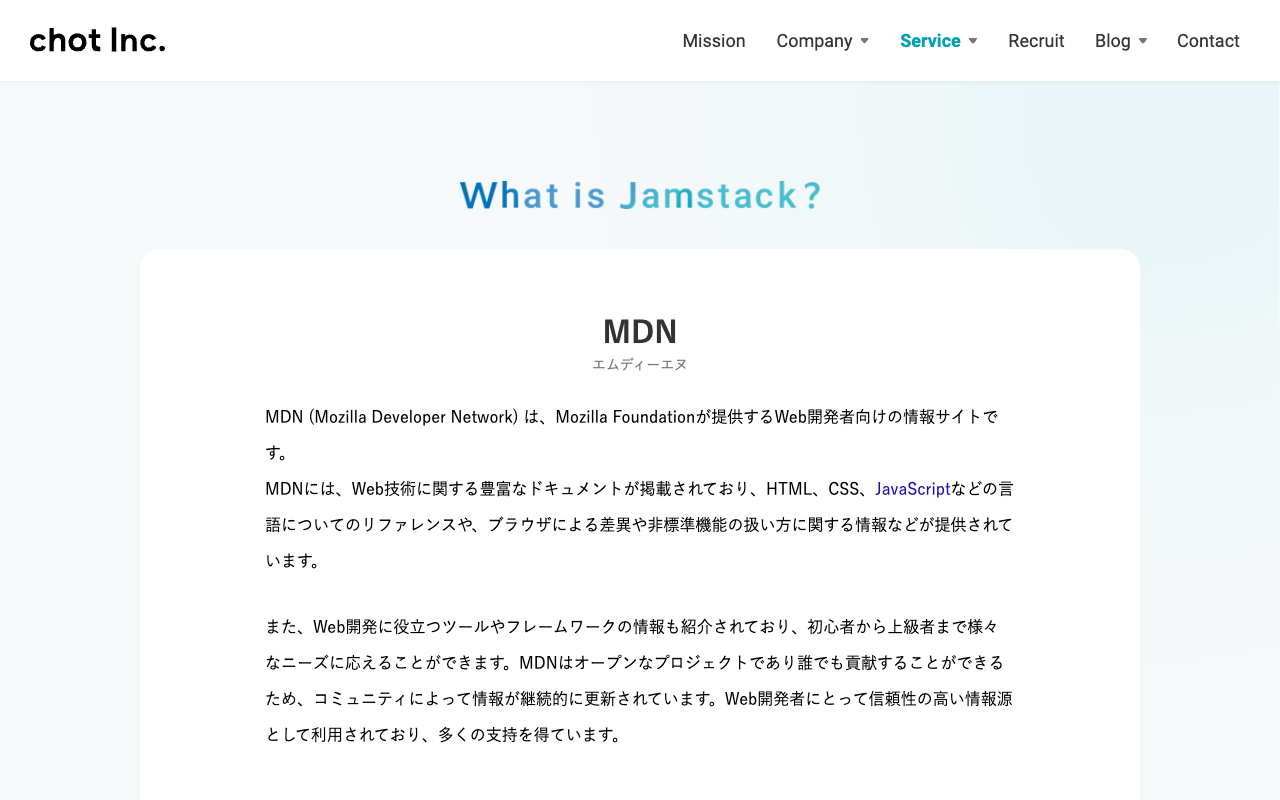 chot Inc.
Mission
Company
Service
Recruit
Blog
Contact
What is Jamstack?
MDN
エムディーエヌ
MDN (Mozilla Developer Network) は、Mozilla Foundationが提供するWeb開発者向けの情報サイトで
す。
MDNには、Web技術に関する豊富なドキュメントが掲載されており、HTML、CSS、JavaScriptなどの言
語についてのリファレンスや、ブラウザによる差異や非標準機能の扱い方に関する情報などが提供されて
います。
また、Web開発に役立つツールやフレームワークの情報も紹介されており、初心者から上級者まで様々
なニーズに応えることができます。MDNはオープンなプロジェクトであり誰でも貢献することができる
ため、コミュニティによって情報が継続的に更新されています。Web開発者にとって信頼性の高い情報源
として利用されており、多くの支持を得ています。